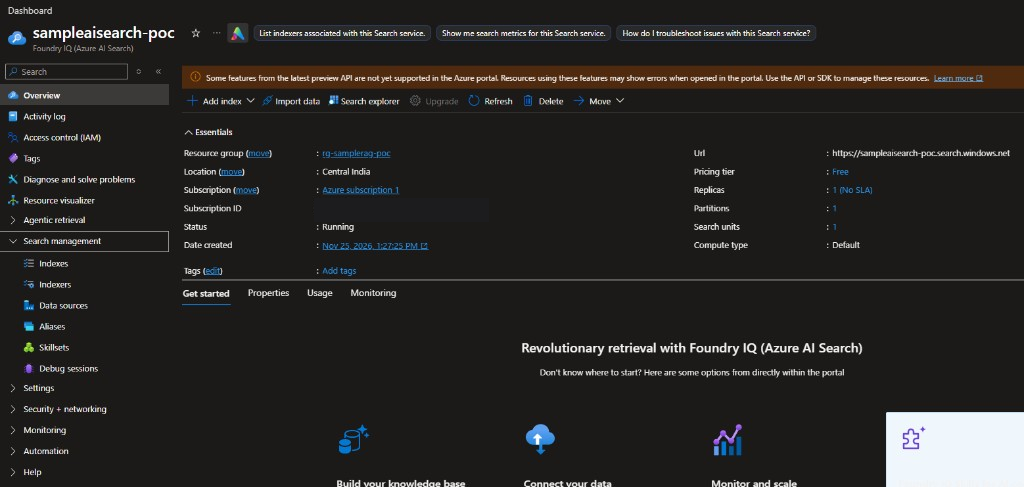 Dashboard
sampleaisearch-poc
Foundry IQ (Azure AI Search)
List indexers associated with this Search service.
Show me search metrics for this Search service.
How do I troubleshoot issues with this Search service?
Search
Overview
Activity log
Access control (IAM)
Tags
Diagnose and solve problems
Resource visualizer
Agentic retrieval
Search management
Indexes
Indexers
Data sources
Aliases
Skillsets
Debug sessions
Settings
Security + networking
Monitoring
Automation
Help
Some features from the latest preview API are not yet supported in the Azure portal. Resources using these features may show errors when opened in the portal. Use the API or SDK to manage these resources. Learn more
Add index Import data Search explorer Upgrade Refresh Delete Move
Essentials
Resource group (move) : rg-samplerag-poc
Location (move) : Central India
Subscription (move) : Azure subscription 1
Subscription ID
Status : Running
Date created : Nov 25, 2026, 1:27:25 PM
Tags (edit) : Add tags
Url : https://sampleaisearch-poc.search.windows.net
Pricing tier : Free
Replicas : 1 (No SLA)
Partitions : 1
Search units : 1
Compute type : Default
Get started Properties Usage Monitoring
Revolutionary retrieval with Foundry IQ (Azure AI Search)
Don't know where to start? Here are some options from directly within the portal
Build your knowledge base
Connect your data
Monitor and scale